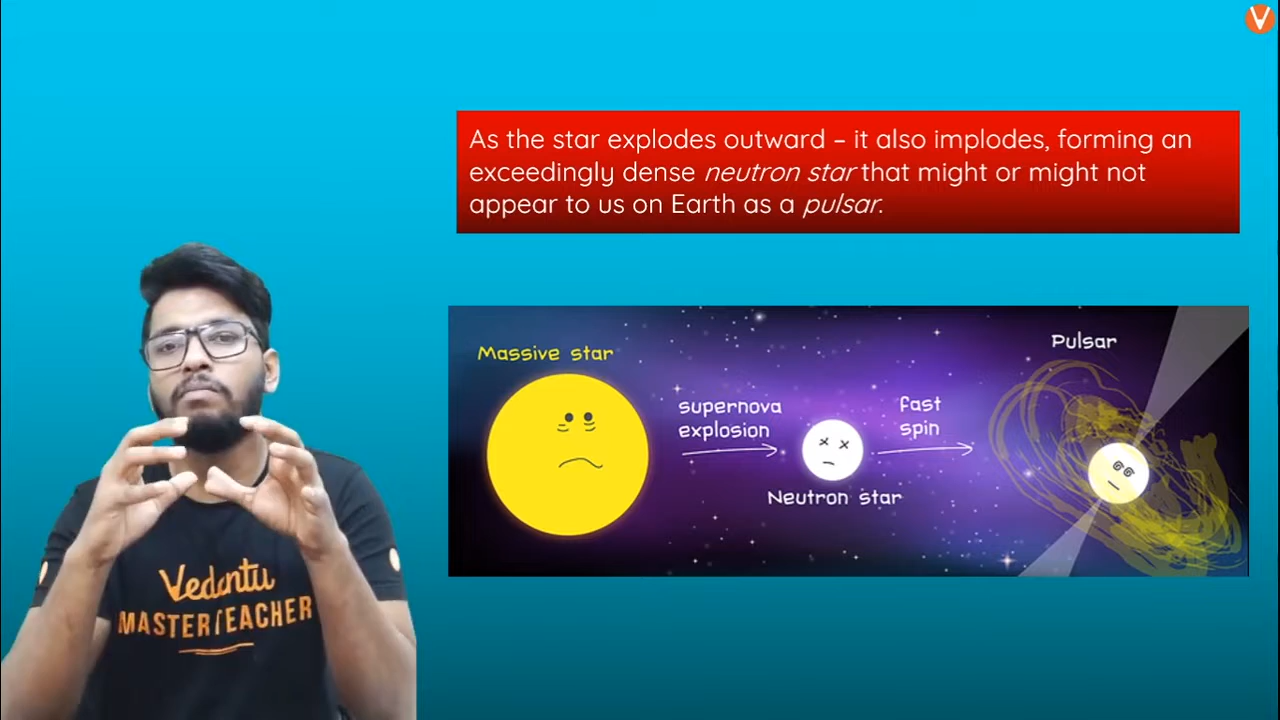 As the star explodes outward – it also implodes, forming an
exceedingly dense neutron star that might or might not
appear to us on Earth as a pulsar.
Massive star
supernova
explosion
Neutron star
fast
spin
Pulsar
Vedantu
MASTER TEACHER